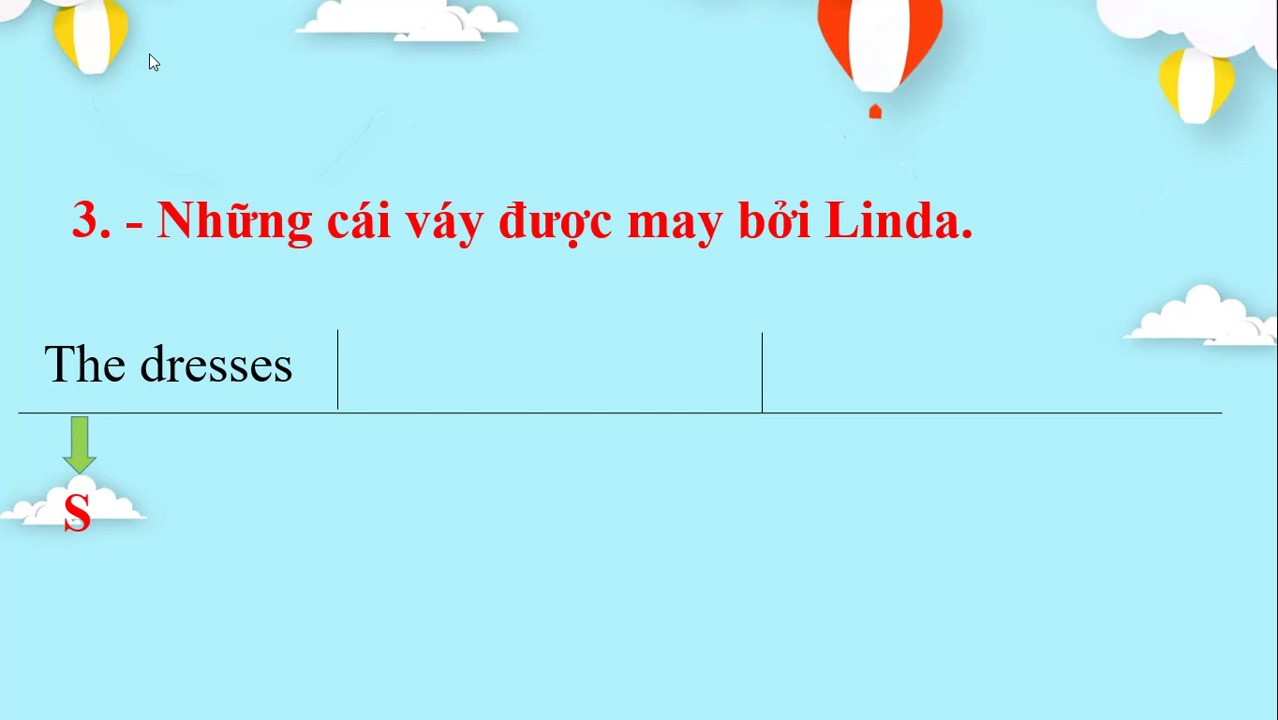 3. - Những cái váy được may bởi Linda.
The dresses
S